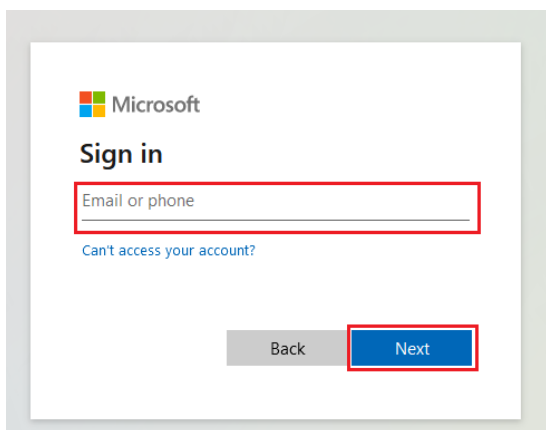 Microsoft
Sign in
Email or phone
Can't access your account?
Back Next